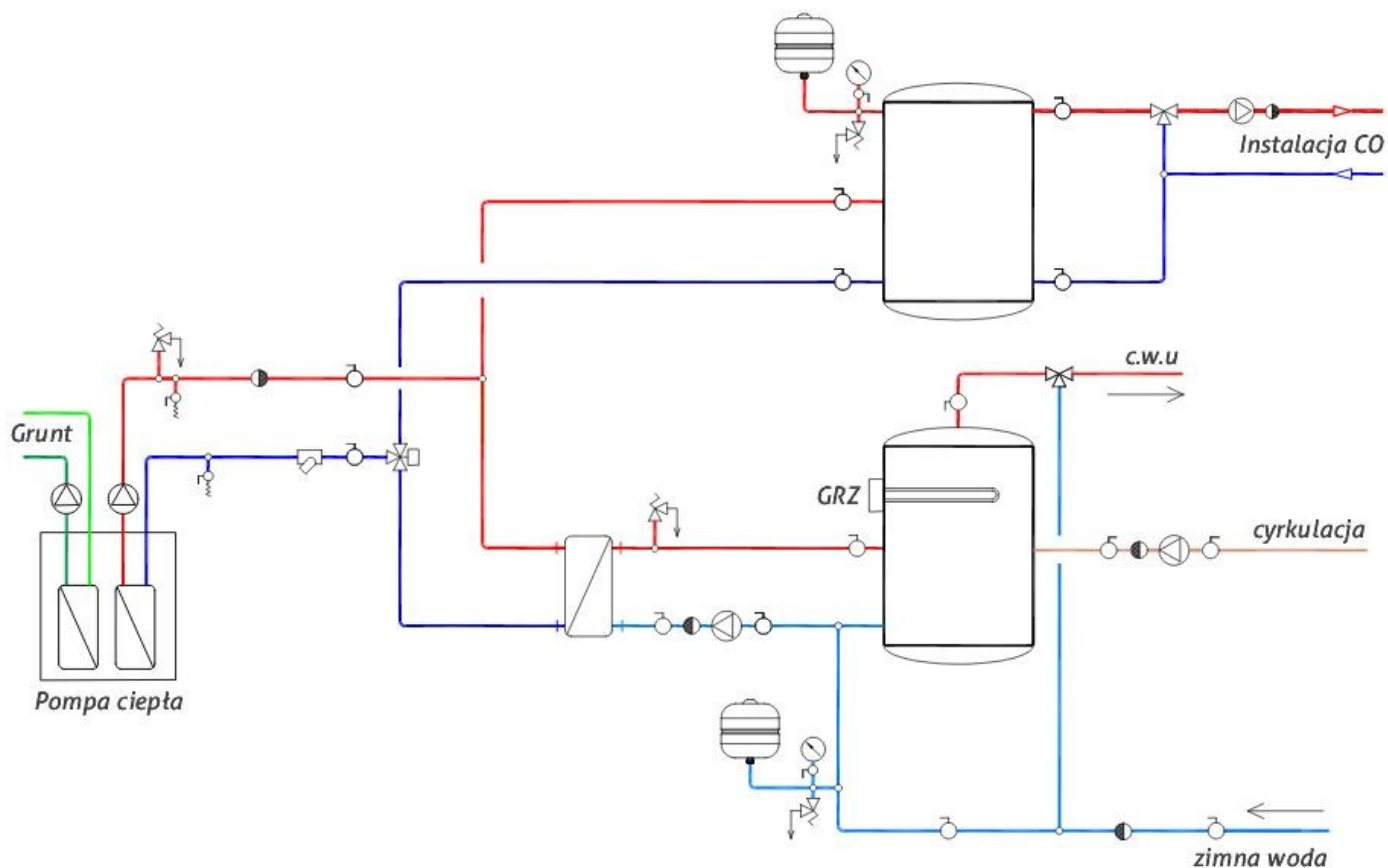 Instalacja CO
c.w.u
Grunt
GRZ
cyrkulacja
Pompa ciepła
zimna woda